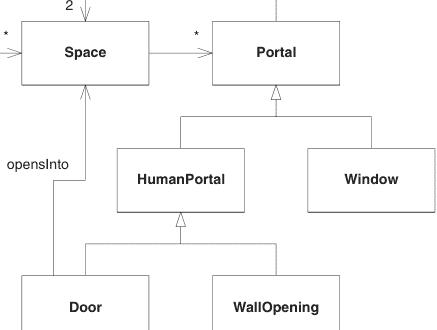 2
*
*
Space
Portal
opensInto
HumanPortal
Window
Door
WallOpening